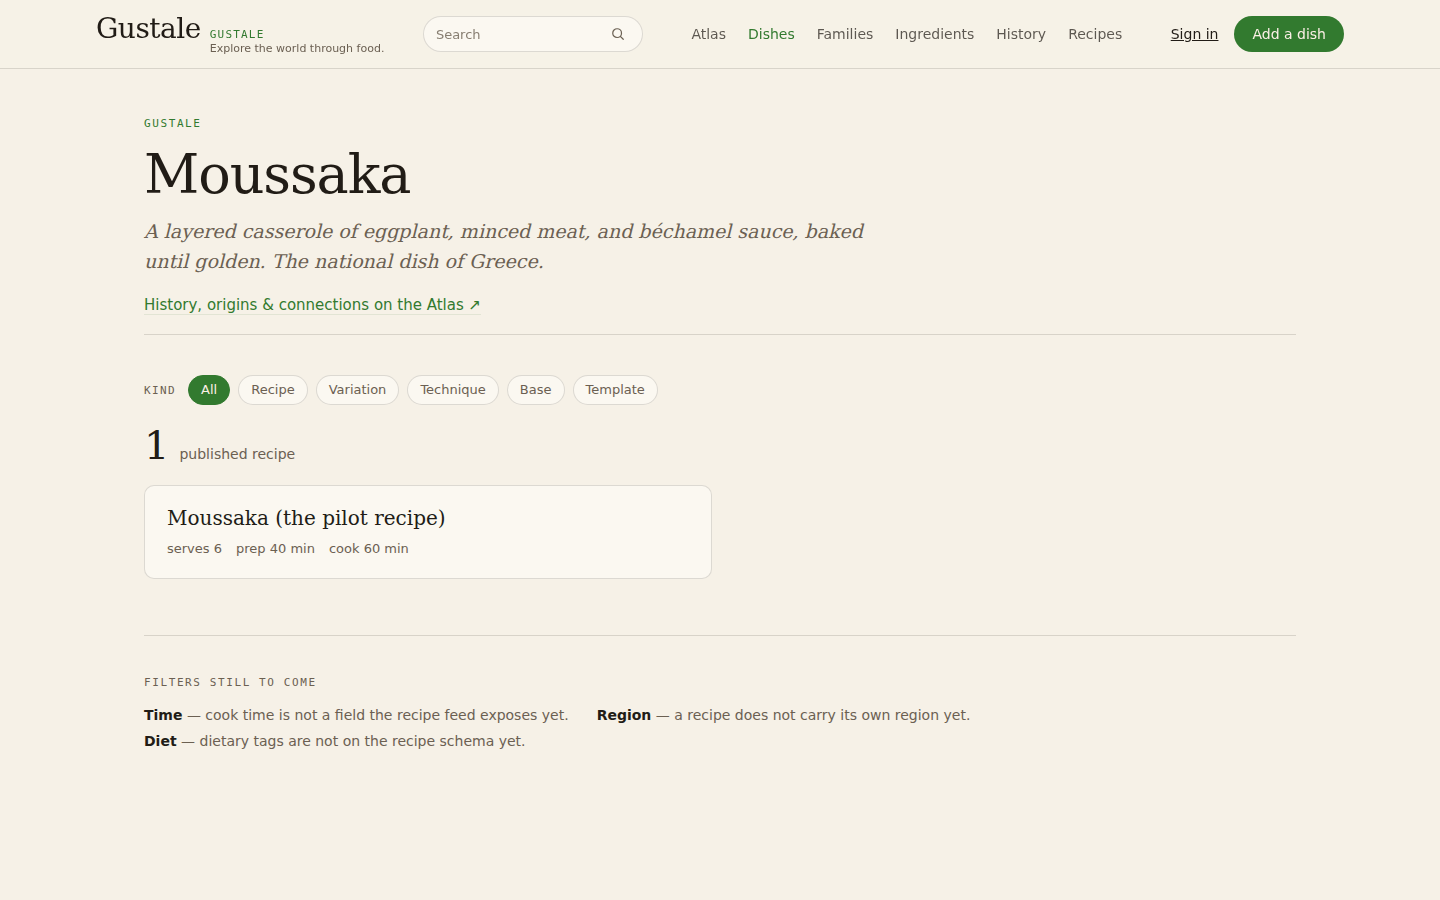 Gustale
GUSTALE
Explore the world through food.
Search
Atlas
Dishes
Families
Ingredients
History
Recipes
Sign in
Add a dish
GUSTALE
Moussaka
A layered casserole of eggplant, minced meat, and béchamel sauce, baked
until golden. The national dish of Greece.
History, origins & connections on the Atlas ↗
KIND
All
Recipe
Variation
Technique
Base
Template
1 published recipe
Moussaka (the pilot recipe)
serves 6 prep 40 min cook 60 min
FILTERS STILL TO COME
Time — cook time is not a field the recipe feed exposes yet.
Region — a recipe does not carry its own region yet.
Diet — dietary tags are not on the recipe schema yet.